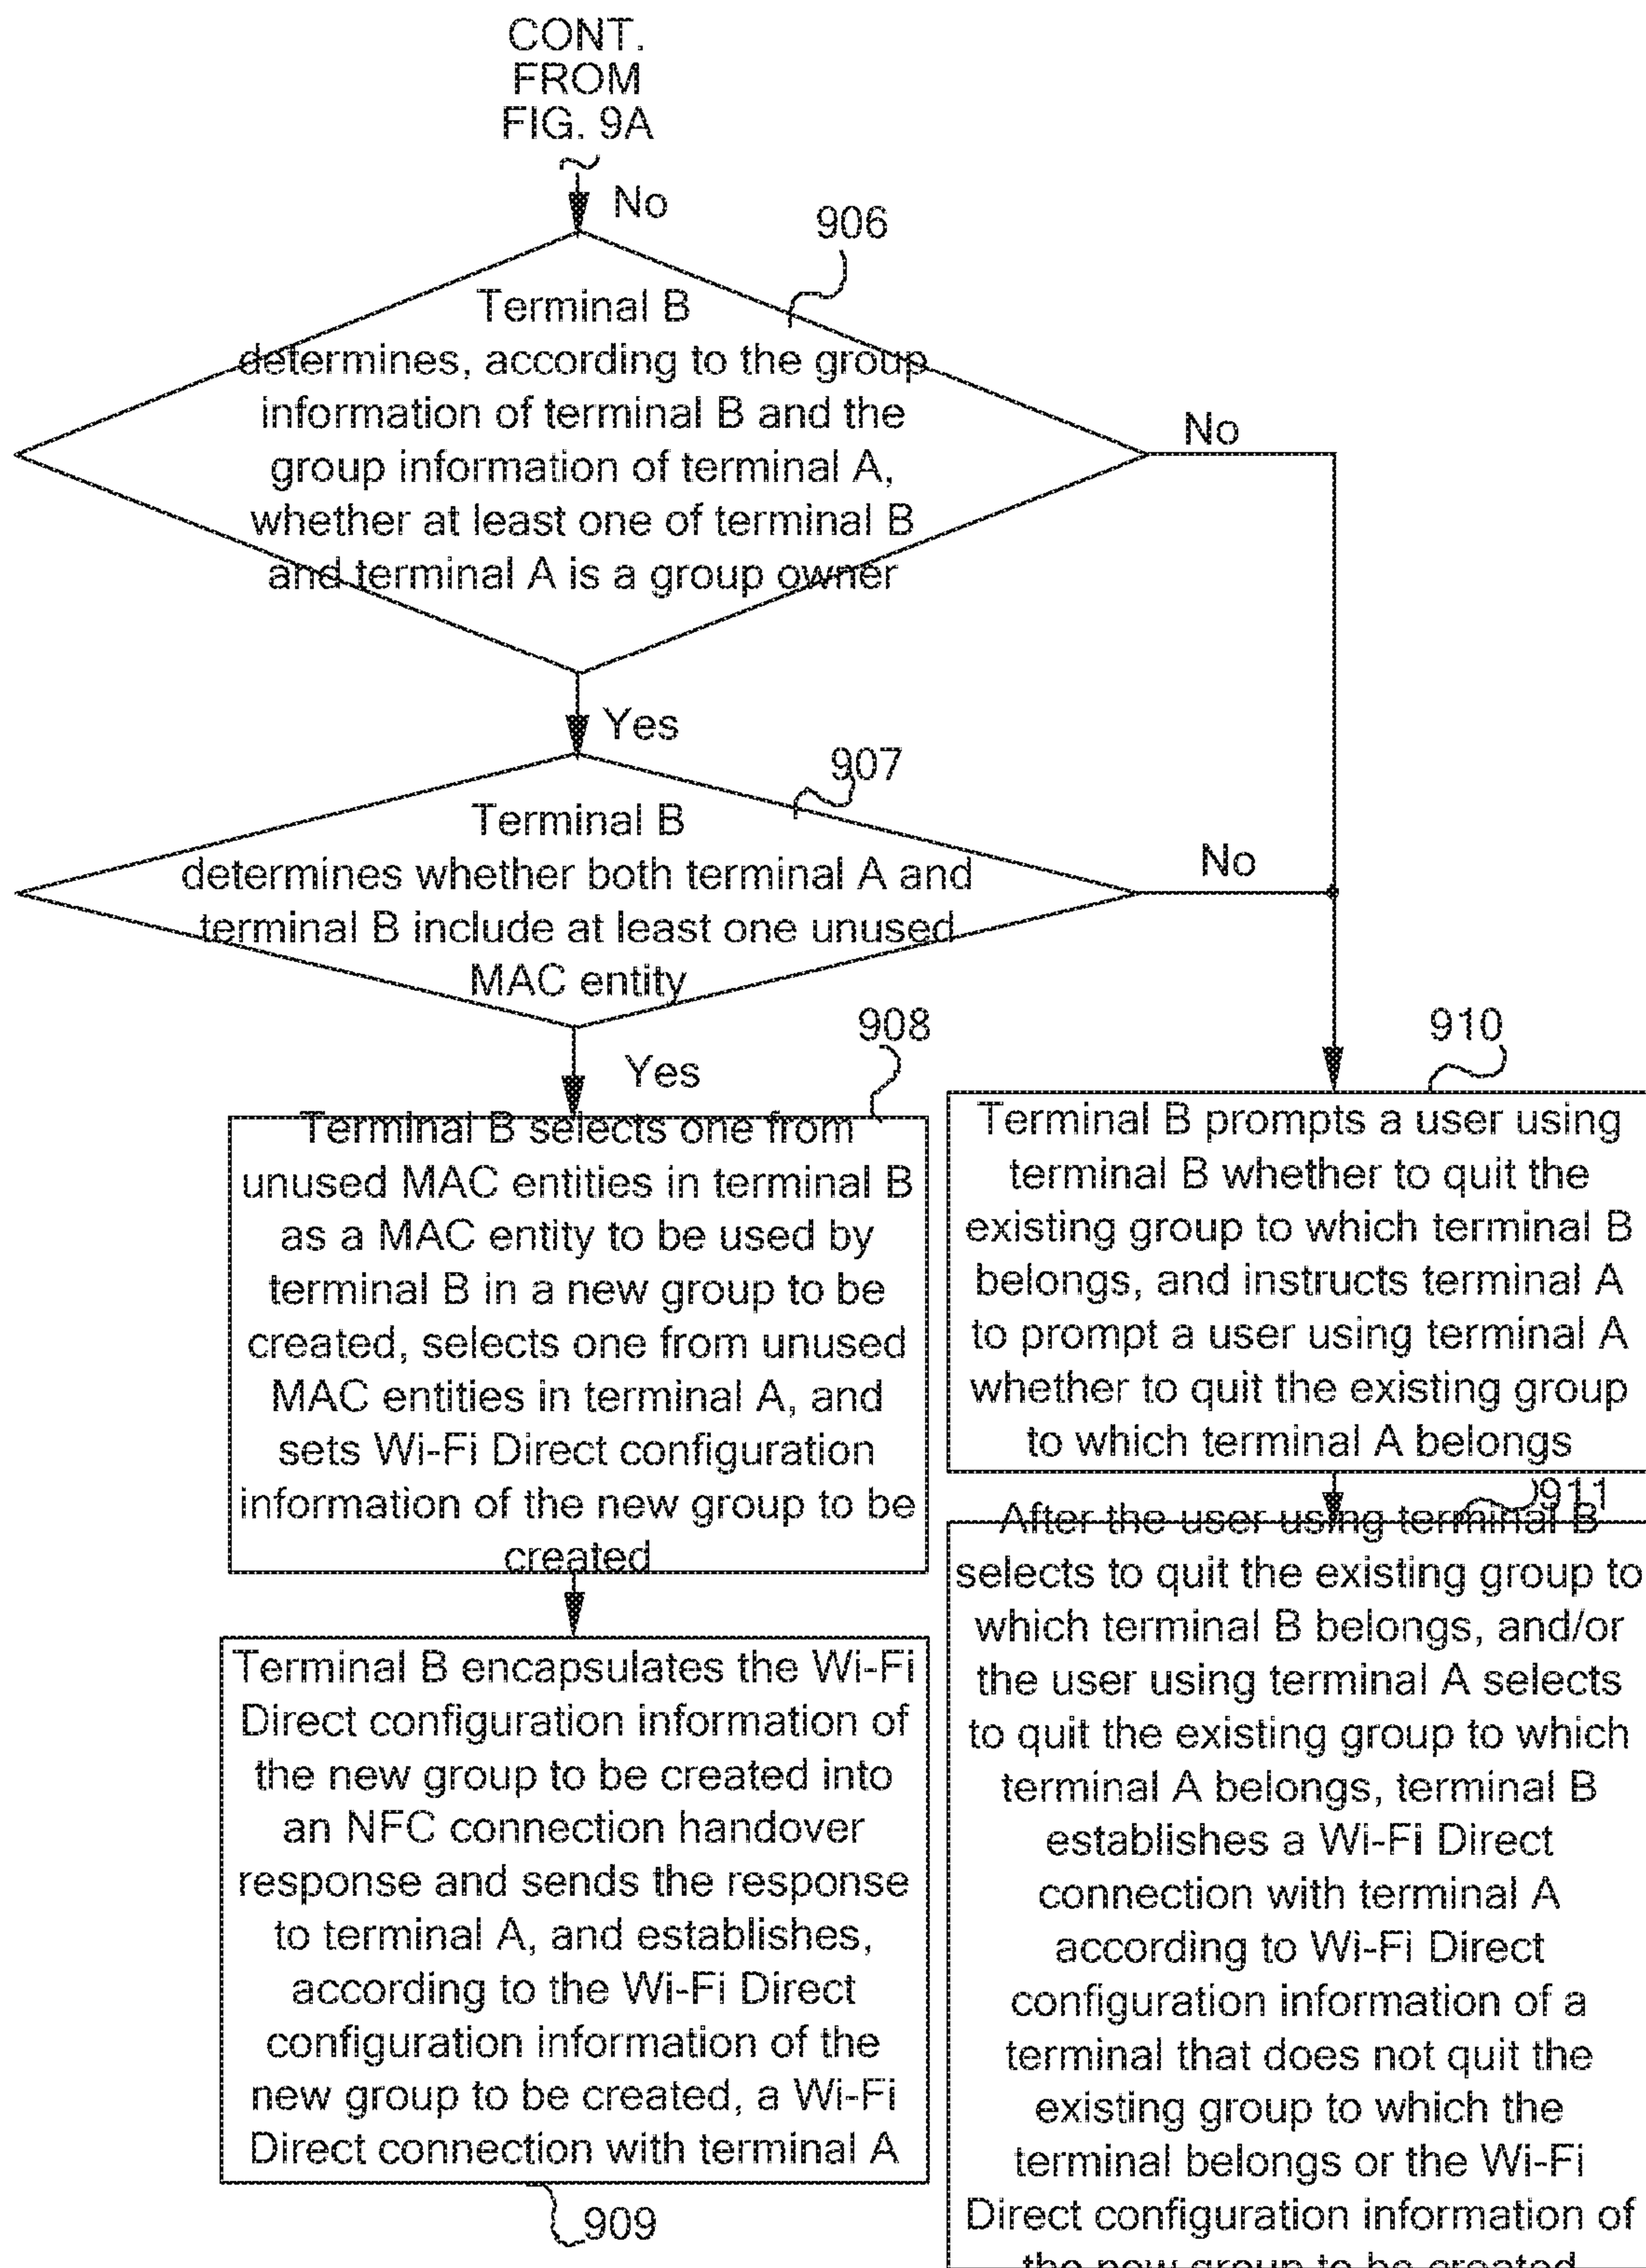 CONT.
FROM
FIG. 9A
No
906
Terminal B
determines, according to the group
information of terminal B and the
group information of terminal A,
whether at least one of terminal B
and terminal A is a group owner
No
Yes
907
Terminal B
determines whether both terminal A and
terminal B include at least one unused
MAC entity
No
Yes
908
Terminal B selects one from
unused MAC entities in terminal B
as a MAC entity to be used by
terminal B in a new group to be
created, selects one from unused
MAC entities in terminal A, and
sets Wi-Fi Direct configuration
information of the new group to be
created
910
Terminal B prompts a user using
terminal B whether to quit the
existing group to which terminal B
belongs, and instructs terminal A
to prompt a user using terminal A
whether to quit the existing group
to which terminal A belongs
Terminal B encapsulates the Wi-Fi
Direct configuration information of
the new group to be created into
an NFC connection handover
response and sends the response
to terminal A, and establishes,
according to the Wi-Fi Direct
configuration information of the
new group to be created, a Wi-Fi
Direct connection with terminal A
909
911
After the user using terminal B
selects to quit the existing group to
which terminal B belongs, and/or
the user using terminal A selects
to quit the existing group to which
terminal A belongs, terminal B
establishes a Wi-Fi Direct
connection with terminal A
according to Wi-Fi Direct
configuration information of a
terminal that does not quit the
existing group to which the
terminal belongs or the Wi-Fi
Direct configuration information of
the new group to be created